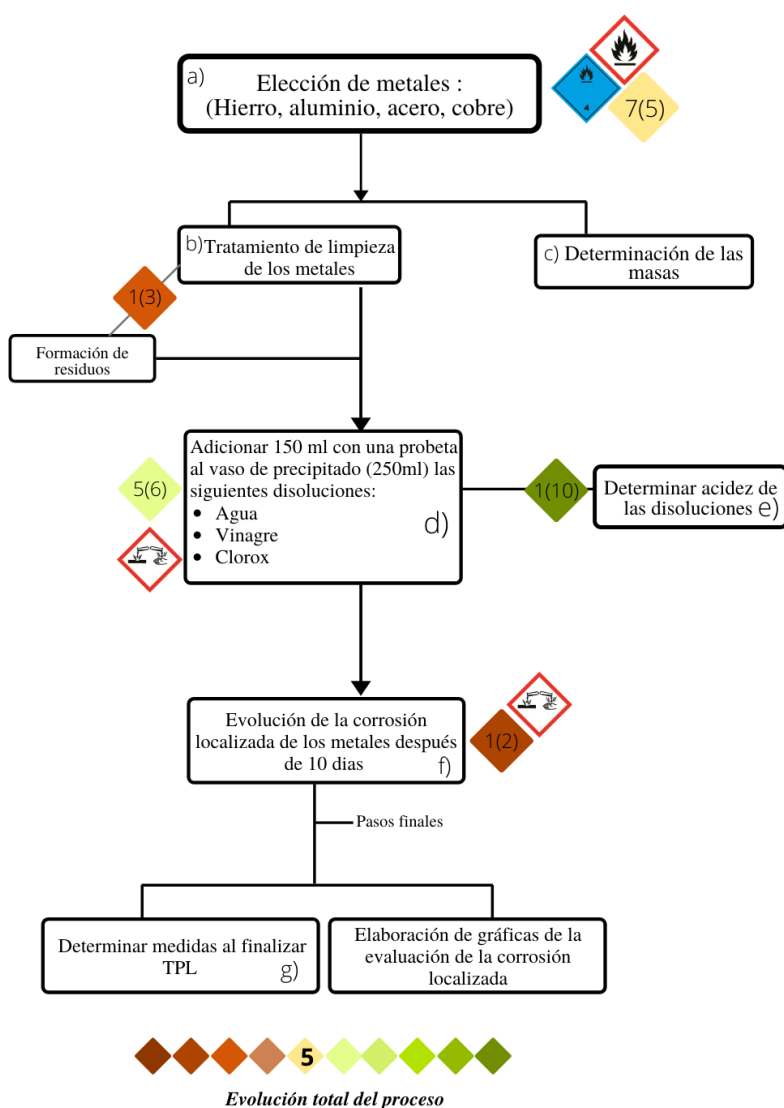 a)
Elección de metales :
(Hierro, aluminio, acero, cobre)
4
7(5)
b)
Tratamiento de limpieza
de los metales
c) Determinación de las
masas
1(3)
Formación de
residuos
Adicionar 150 ml con una probeta
al vaso de precipitado (250ml) las
siguientes disoluciones:
• Agua
• Vinagre
• Clorox
d)
5(6)
1(10)
Determinar acidez de
las disoluciones e)
Evolución de la corrosión
localizada de los metales después
de 10 dias
f)
1(2)
Pasos finales
Determinar medidas al finalizar
TPL
g)
Elaboración de gráficas de la
evaluación de la corrosión
localizada
5
Evolución total del proceso